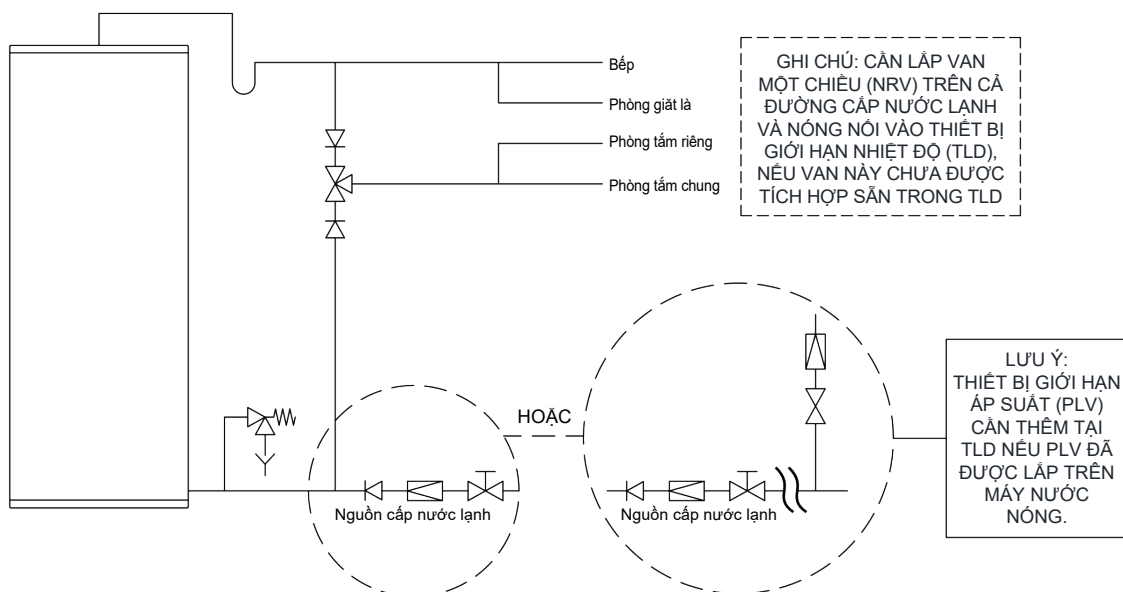 Bếp
Phòng giăt là
Phòng tắm riêng
Phòng tắm chung
GHI CHÚ: CẦN LẮP VAN
MỘT CHIỀU (NRV) TRÊN CẢ
ĐƯỜNG CẤP NƯỚC LẠNH
VÀ NÓNG NỐI VÀO THIẾT BỊ
GIỚI HẠN NHIỆT ĐỘ (TLD),
NẾU VAN NÀY CHƯA ĐƯỢC
TÍCH HỢP SẴN TRONG TLD
HOẶC
Nguồn cấp nước lạnh
Nguồn cấp nước lạnh
LƯU Ý:
THIẾT BỊ GIỚI HẠN
ÁP SUẤT (PLV)
CẦN THÊM TẠI
TLD NẾU PLV ĐÃ
ĐƯỢC LẮP TRÊN
MÁY NƯỚC
NÓNG.